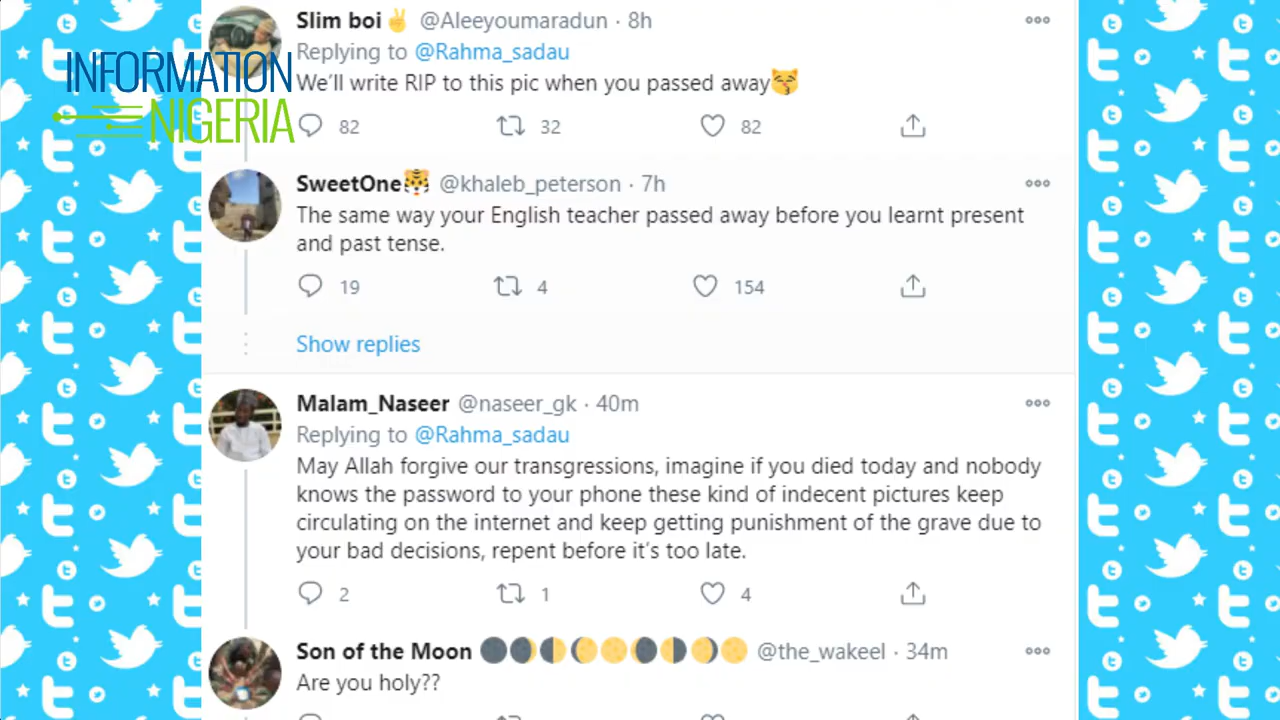 INFORMATION
NIGERIA
Slim boi✌ @Aleeyoumaradun · 8h
Replying to @Rahma_sadau
We'll write RIP to this pic when you passed away😽
82 32 82
SweetOne🐯 @khaleb_peterson · 7h
The same way your English teacher passed away before you learnt present
and past tense.
19 4 154
Show replies
Malam_Naseer @naseer_gk · 40m
Replying to @Rahma_sadau
May Allah forgive our transgressions, imagine if you died today and nobody
knows the password to your phone these kind of indecent pictures keep
circulating on the internet and keep getting punishment of the grave due to
your bad decisions, repent before it's too late.
2 1 4
Son of the Moon 🌑🌒🌓🌔🌕🌘🌗🌖🌕 @the_wakeel · 34m
Are you holy??